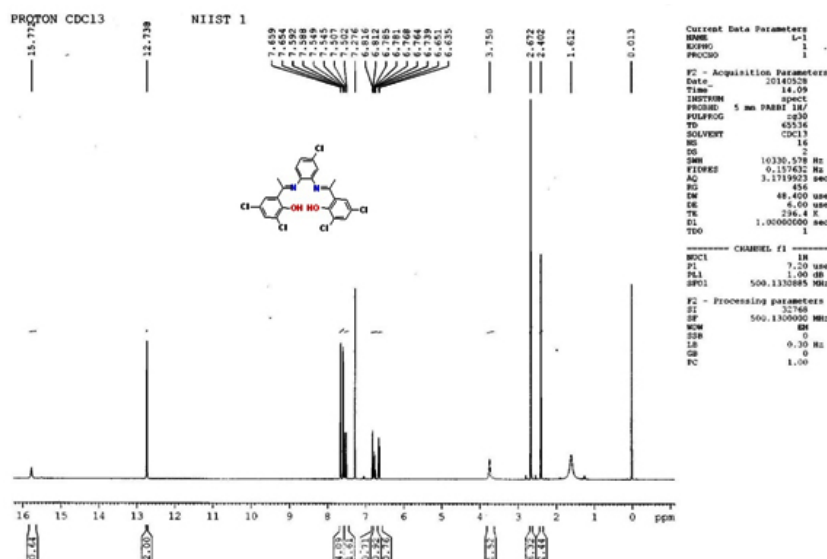 PROTON CDCl3 NIIST 1
15.772
12.738
7.659
7.654
7.592
7.588
7.549
7.545
7.507
7.502
7.276
6.816
6.812
6.785
6.781
6.768
6.764
6.739
6.651
6.635
3.750
2.672
2.402
1.612
0.013
Cl
N N
Cl OH HO Cl
Cl Cl
16 15 14 13 12 11 10 9 8 7 6 5 4 3 2 1 0 ppm
Current Data Parameters
NAME L-1
EXPNO 1
PROCNO 1
F2 - Acquisition Parameters
Date_ 20140528
Time 14.09
INSTRUM spect
PROBHD 5 mm PABBI 1H/
PULPROG zg30
TD 65536
SOLVENT CDCl3
NS 16
DS 2
SWH 10330.578 Hz
FIDRES 0.157632 Hz
AQ 3.1719923 sec
RG 456
DW 48.400 use
DE 6.00 use
TE 296.4 K
D1 1.00000000 sec
TD0 1
======== CHANNEL f1 ========
NUC1 1H
P1 7.20 use
PL1 1.00 dB
SFO1 500.1330885 MHz
F2 - Processing parameters
SI 32768
SF 500.1300000 MHz
WDW EM
SSB 0
LB 0.30 Hz
GB 0
PC 1.00